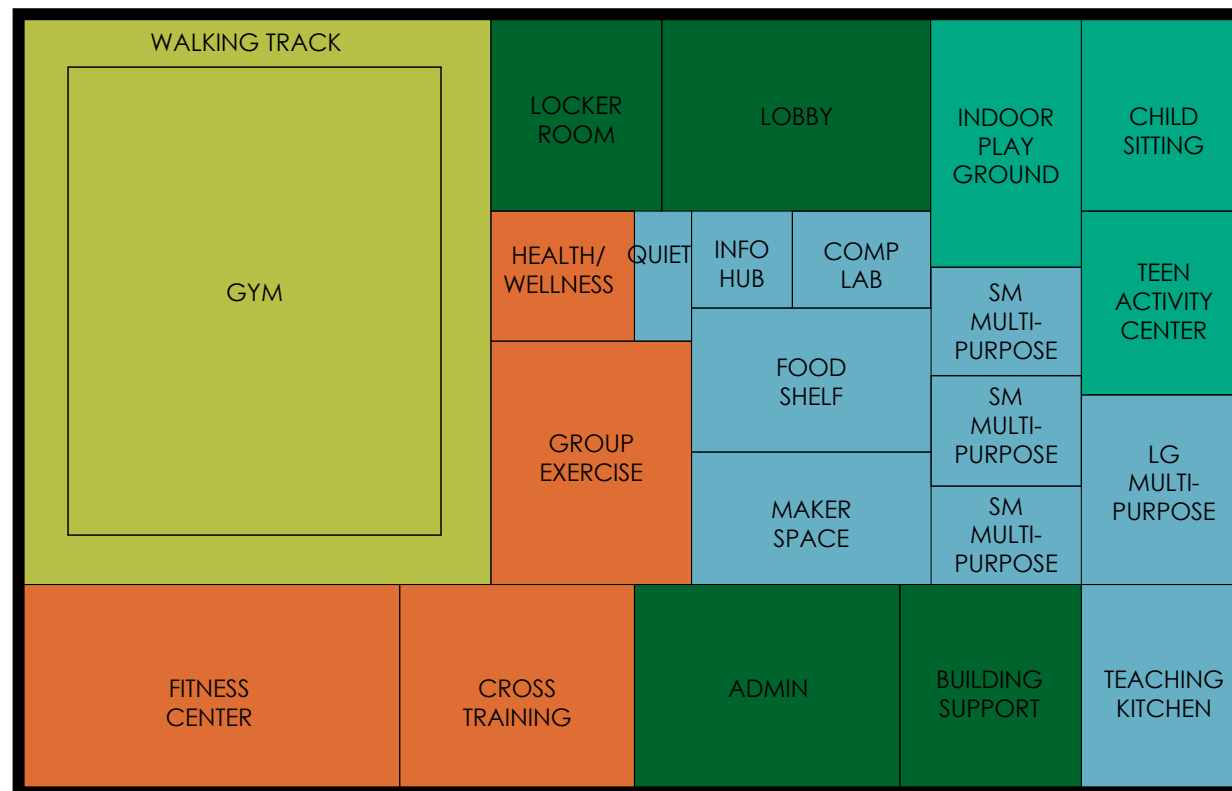 WALKING TRACK
GYM
LOCKER
ROOM
LOBBY
INDOOR
PLAY
GROUND
CHILD
SITTING
HEALTH/
WELLNESS
QUIET
INFO
HUB
COMP
LAB
TEEN
ACTIVITY
CENTER
SM
MULTI-
PURPOSE
FOOD
SHELF
SM
MULTI-
PURPOSE
GROUP
EXERCISE
LG
MULTI-
PURPOSE
MAKER
SPACE
SM
MULTI-
PURPOSE
FITNESS
CENTER
CROSS
TRAINING
ADMIN
BUILDING
SUPPORT
TEACHING
KITCHEN